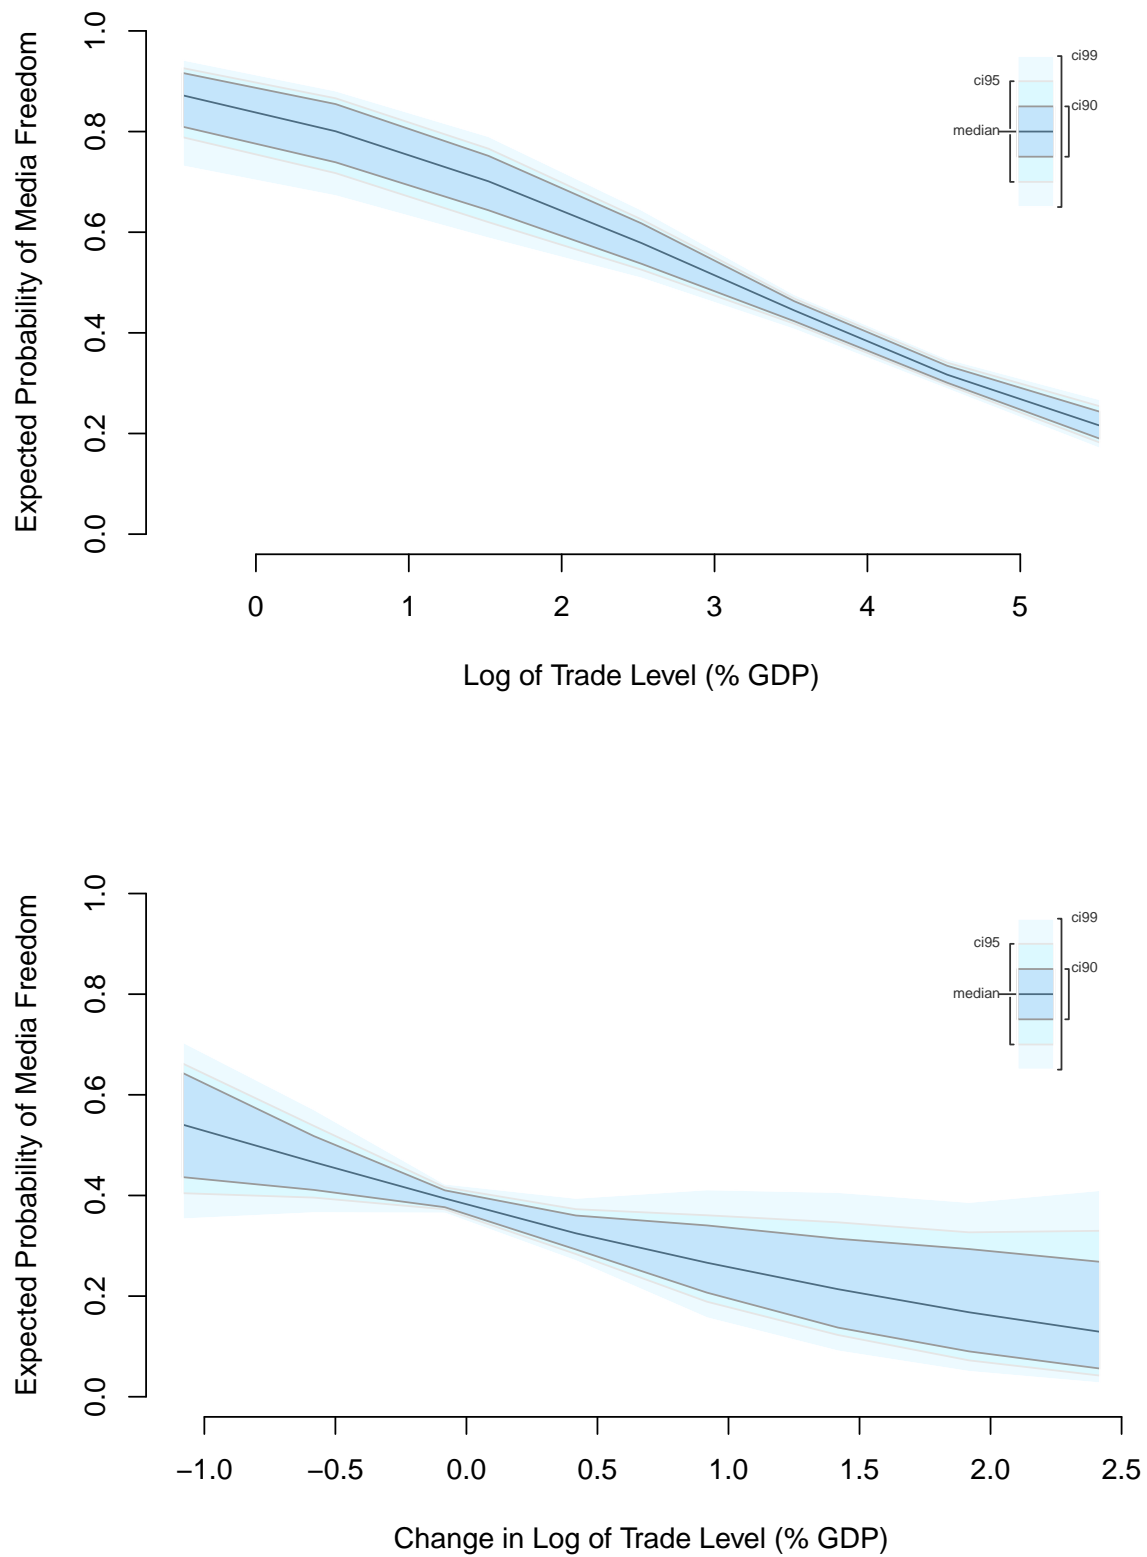 Expected Probability of Media Freedom
1.0
0.8
0.6
0.4
0.2
0.0
ci99
ci95
ci90
median
0 1 2 3 4 5
Log of Trade Level (% GDP)
Expected Probability of Media Freedom
1.0
0.8
0.6
0.4
0.2
0.0
ci99
ci95
ci90
median
−1.0 −0.5 0.0 0.5 1.0 1.5 2.0 2.5
Change in Log of Trade Level (% GDP)